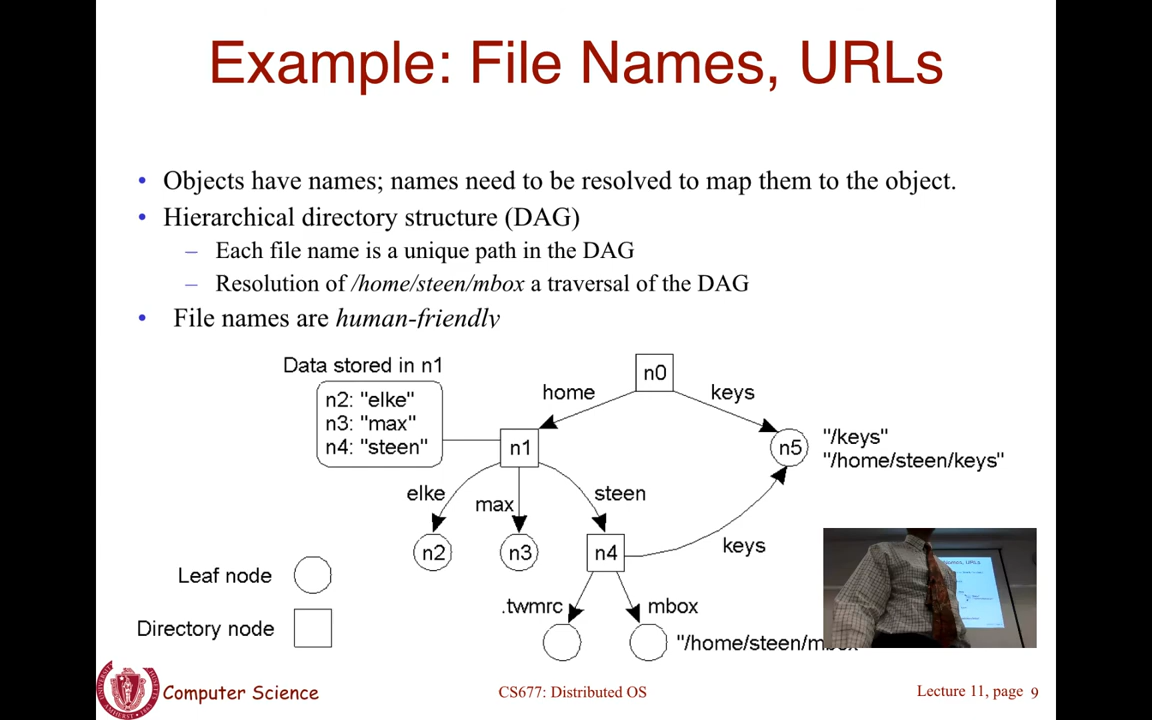 Example: File Names, URLs
• Objects have names; names need to be resolved to map them to the object.
• Hierarchical directory structure (DAG)
– Each file name is a unique path in the DAG
– Resolution of /home/steen/mbox a traversal of the DAG
• File names are human-friendly
Data stored in n1
n2: "elke"
n3: "max"
n4: "steen"
n0
home
keys
n1
n5
"/keys"
"/home/steen/keys"
elke
max
steen
n2
n3
n4
keys
Leaf node
.twmrc
mbox
Directory node
"/home/steen/m
Computer Science
CS677: Distributed OS
Lecture 11, page 9